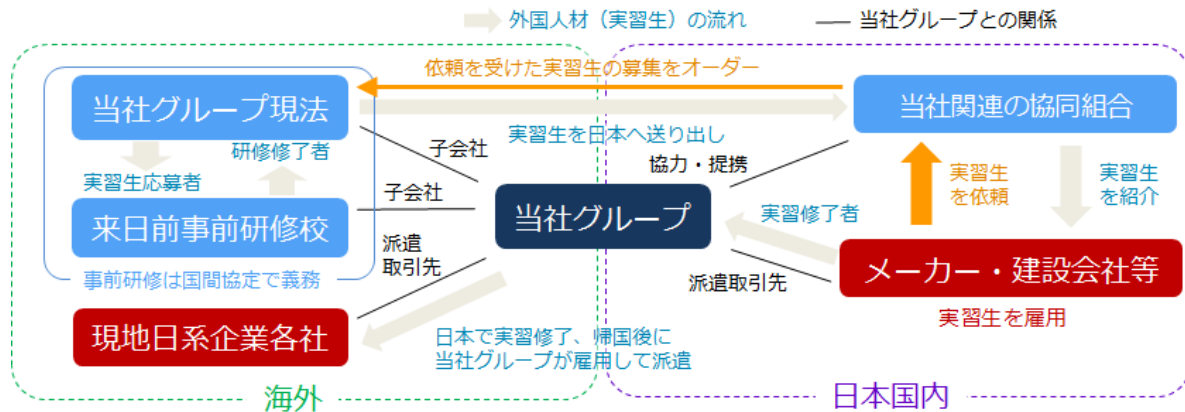 外国人材（実習生）の流れ
当社グループとの関係
依頼を受けた実習生の募集をオーダー
当社グループ現法
当社関連の協同組合
実習生を日本へ送り出し
研修修了者
子会社
協力・提携
実習生応募者
実習生
を依頼
実習生
を紹介
子会社
当社グループ
実習修了者
来日前事前研修校
派遣
取引先
事前研修は国間協定で義務
派遣取引先
メーカー・建設会社等
実習生を雇用
現地日系企業各社
日本で実習修了、帰国後に
当社グループが雇用して派遣
海外
日本国内